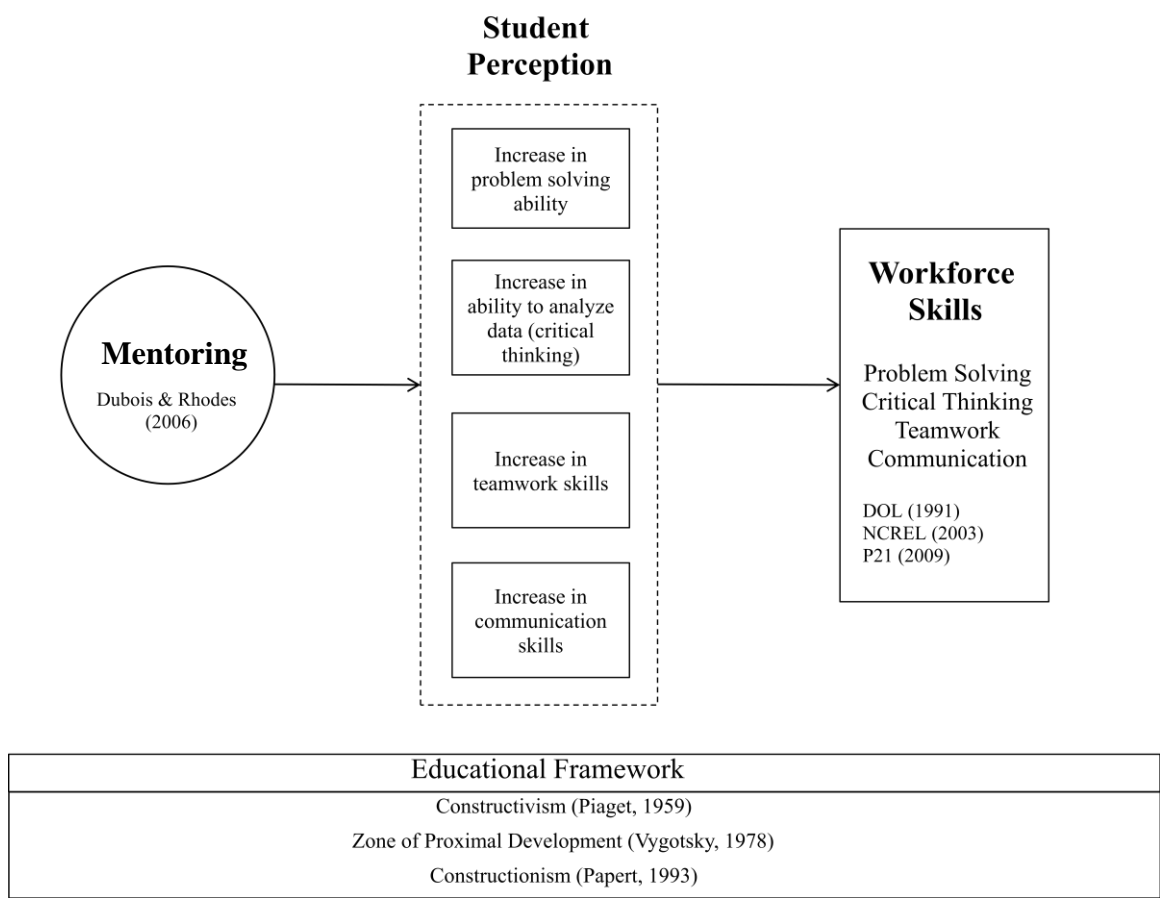 Student
Perception
Increase in
problem solving
ability
Increase in
ability to analyze
data (critical
thinking)
Increase in
teamwork skills
Increase in
communication
skills
Mentoring
Dubois & Rhodes
(2006)
Workforce
Skills
Problem Solving
Critical Thinking
Teamwork
Communication
DOL (1991)
NCREL (2003)
P21 (2009)
Educational Framework
Constructivism (Piaget, 1959)
Zone of Proximal Development (Vygotsky, 1978)
Constructionism (Papert, 1993)